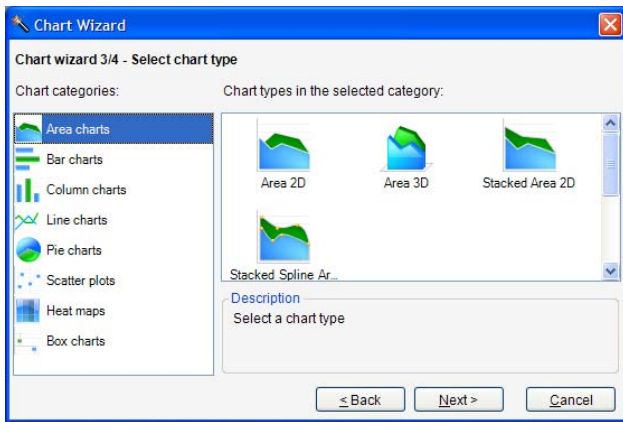 Chart Wizard
Chart wizard 3/4 - Select chart type
Chart categories:
Chart types in the selected category:
Area charts
Bar charts
Column charts
Line charts
Pie charts
Scatter plots
Heat maps
Box charts
Area 2D
Area 3D
Stacked Area 2D
Stacked Spline Ar...
Description
Select a chart type
< Back
Next >
Cancel